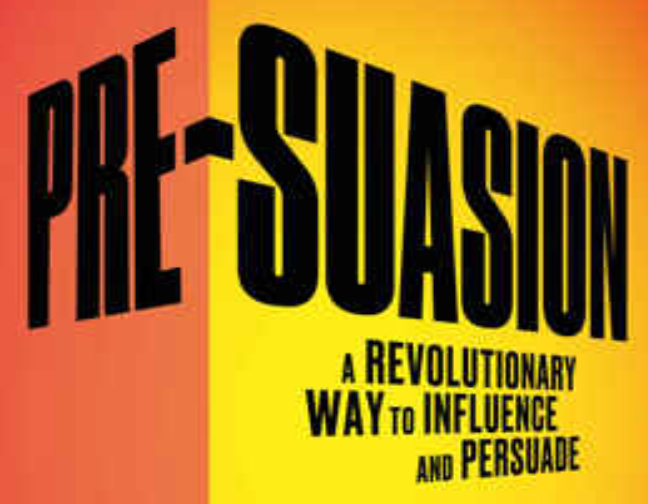 PRE-SUASION
A REVOLUTIONARY
WAY TO INFLUENCE
AND PERSUADE